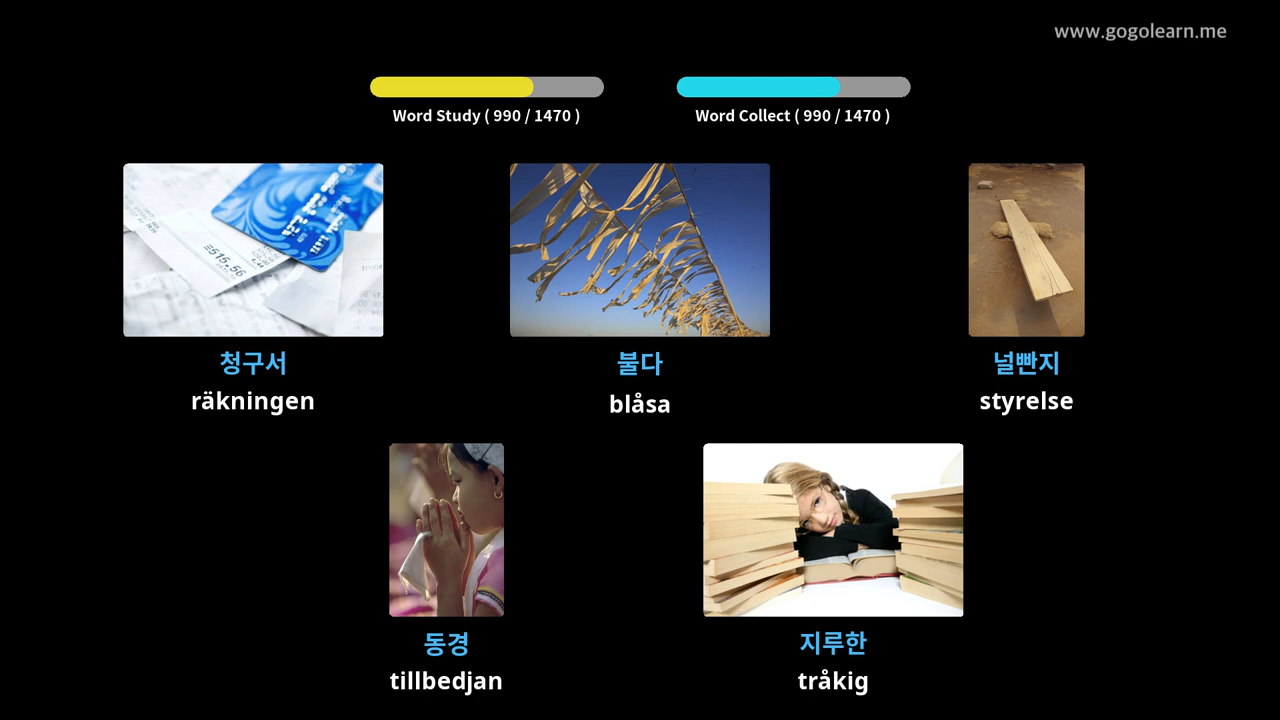 www.gogolearn.me
Word Study ( 990 / 1470 )
Word Collect ( 990 / 1470 )
청구서
räkningen
불다
blåsa
널빤지
styrelse
동경
tillbedjan
지루한
tråkig